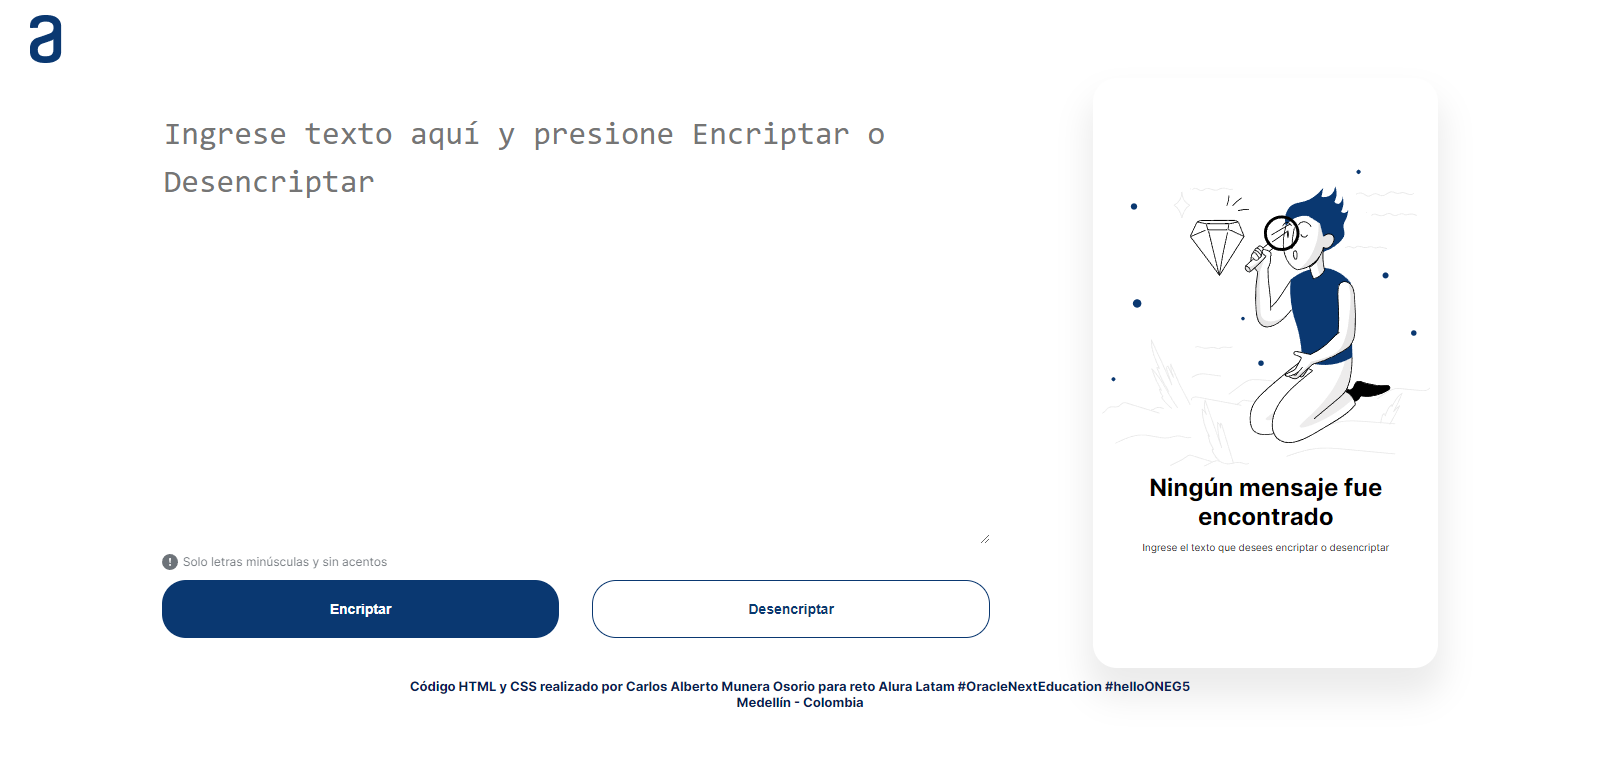 a
Ingrese texto aquí y presione Encriptar o
Desencriptar
Ningún mensaje fue
encontrado
Ingrese el texto que desees encriptar o desencriptar
! Solo letras minúsculas y sin acentos
Encriptar
Desencriptar
Código HTML y CSS realizado por Carlos Alberto Munera Osorio para reto Alura Latam #OracleNextEducation #helloONEG5
Medellín - Colombia